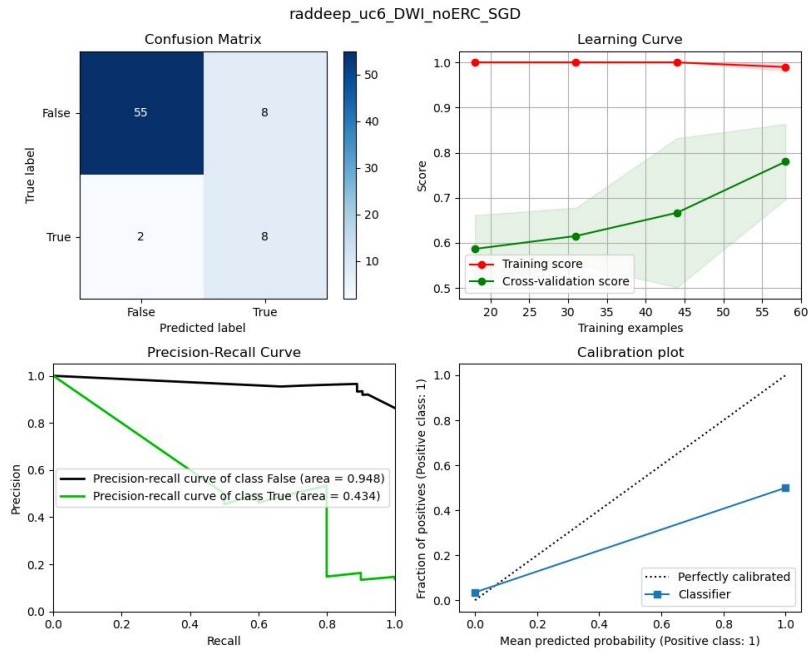 raddeep_uc6_DWI_noERC_SGD
Confusion Matrix
True label
False
True
55
8
2
8
False
True
Predicted label
50
40
30
20
10
Learning Curve
Score
1.0
0.9
0.8
0.7
0.6
0.5
Training score
Cross-validation score
20
25
30
35
40
45
50
55
60
Training examples
Precision-Recall Curve
Precision
1.0
0.8
0.6
0.4
0.2
0.0
Precision-recall curve of class False (area = 0.948)
Precision-recall curve of class True (area = 0.434)
0.0
0.2
0.4
0.6
0.8
1.0
Recall
Calibration plot
Fraction of positives (Positive class: 1)
1.0
0.8
0.6
0.4
0.2
0.0
Perfectly calibrated
Classifier
0.0
0.2
0.4
0.6
0.8
1.0
Mean predicted probability (Positive class: 1)